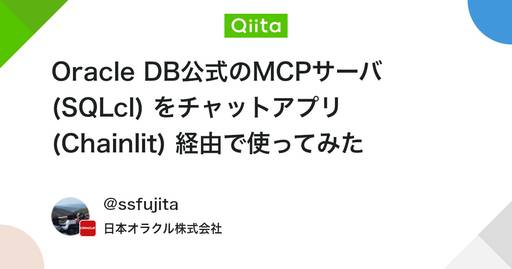 Qiita
Oracle DB公式のMCPサーバ
(SQLcl) をチャットアプリ
(Chainlit) 経由で使ってみた
@ssfujita
日本オラクル株式会社